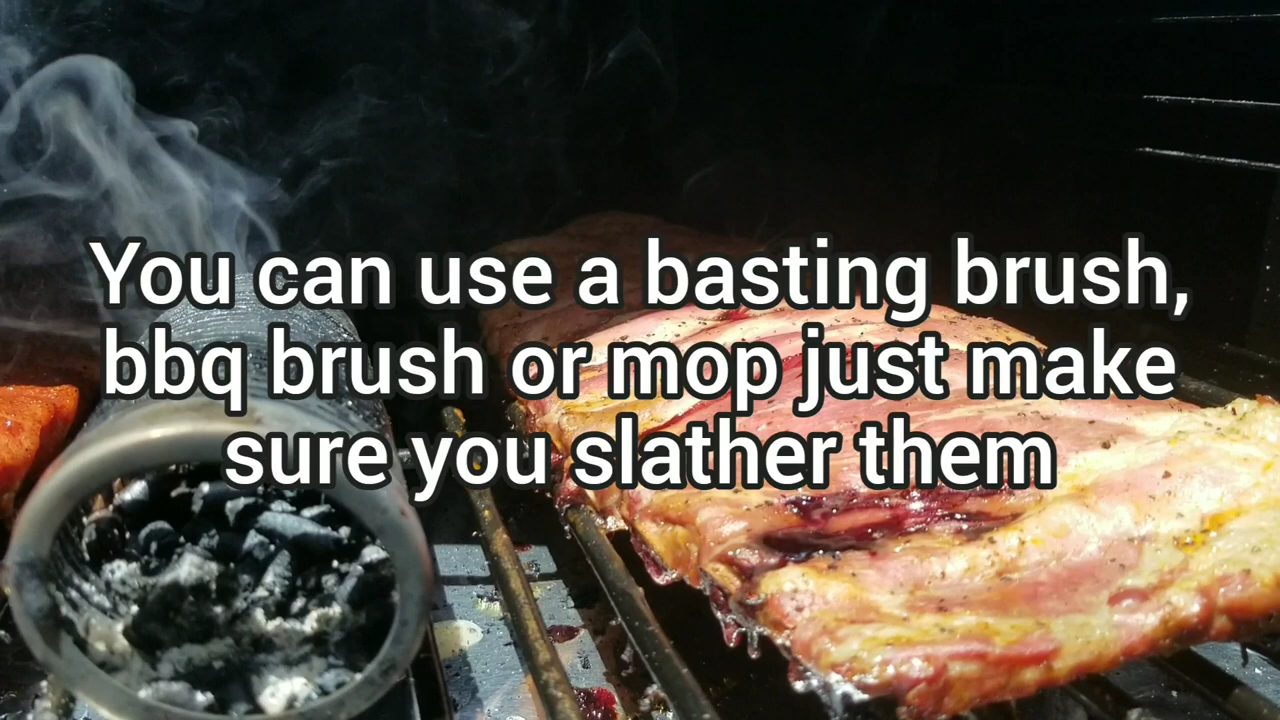 You can use a basting brush,
bbq brush or mop just make
sure you slather them